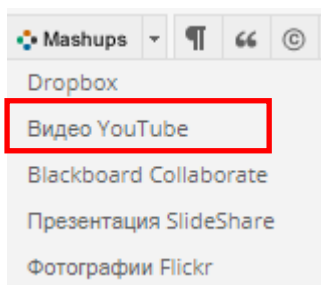 Mashups ¶ “ ©
Dropbox
Видео YouTube
Blackboard Collaborate
Презентация SlideShare
Фотографии Flickr